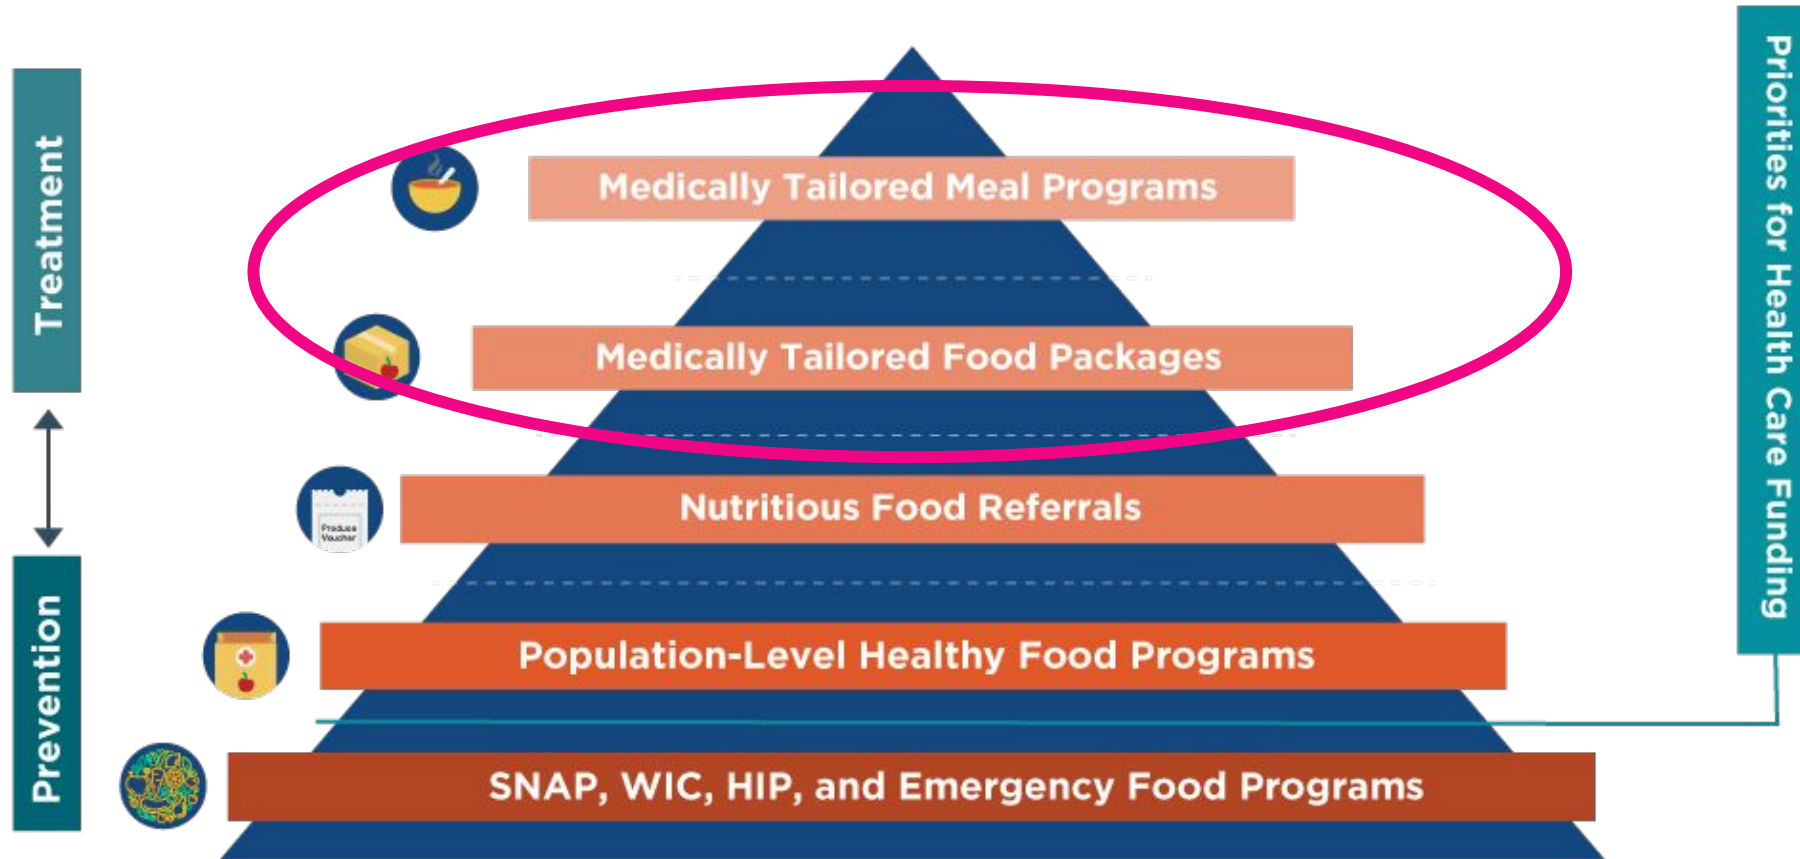 Treatment
Prevention
Medically Tailored Meal Programs
Medically Tailored Food Packages
Produce
Voucher
Nutritious Food Referrals
Population-Level Healthy Food Programs
SNAP, WIC, HIP, and Emergency Food Programs
Priorities for Health Care Funding